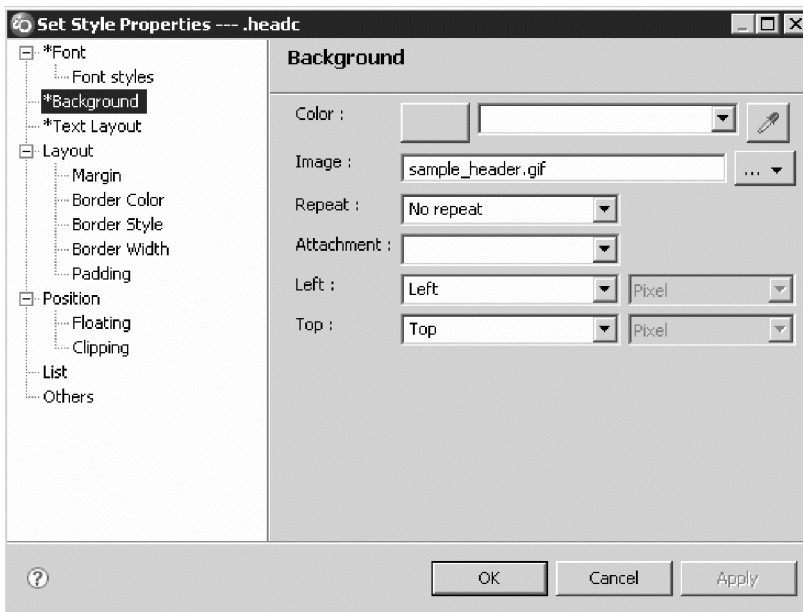 Set Style Properties --- .headc
*Font
Font styles
*Background
*Text Layout
Layout
Margin
Border Color
Border Style
Border Width
Padding
Position
Floating
Clipping
List
Others
Background
Color :
Image : sample_header.gif ...
Repeat : No repeat
Attachment :
Left : Left Pixel
Top : Top Pixel
? OK Cancel Apply